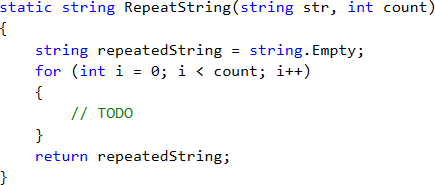 static string RepeatString(string str, int count)
{
    string repeatedString = string.Empty;
    for (int i = 0; i < count; i++)
    {
        // TODO
    }
    return repeatedString;
}